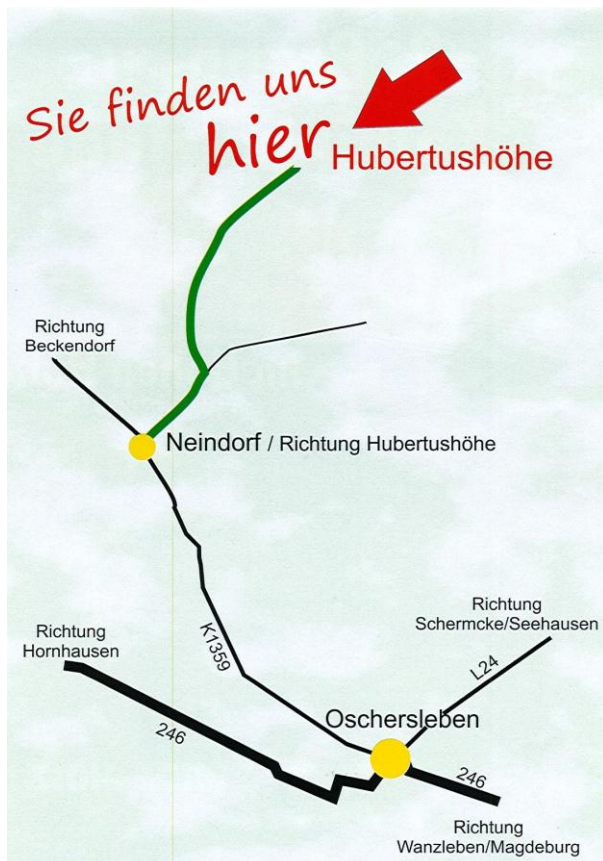 Sie finden uns
hier Hubertushöhe
Richtung
Beckendorf
Neindorf / Richtung Hubertushöhe
K1359
Richtung
Schermcke/Seehausen
L24
Richtung
Hornhausen
246
Oschersleben
246
Richtung
Wanzleben/Magdeburg